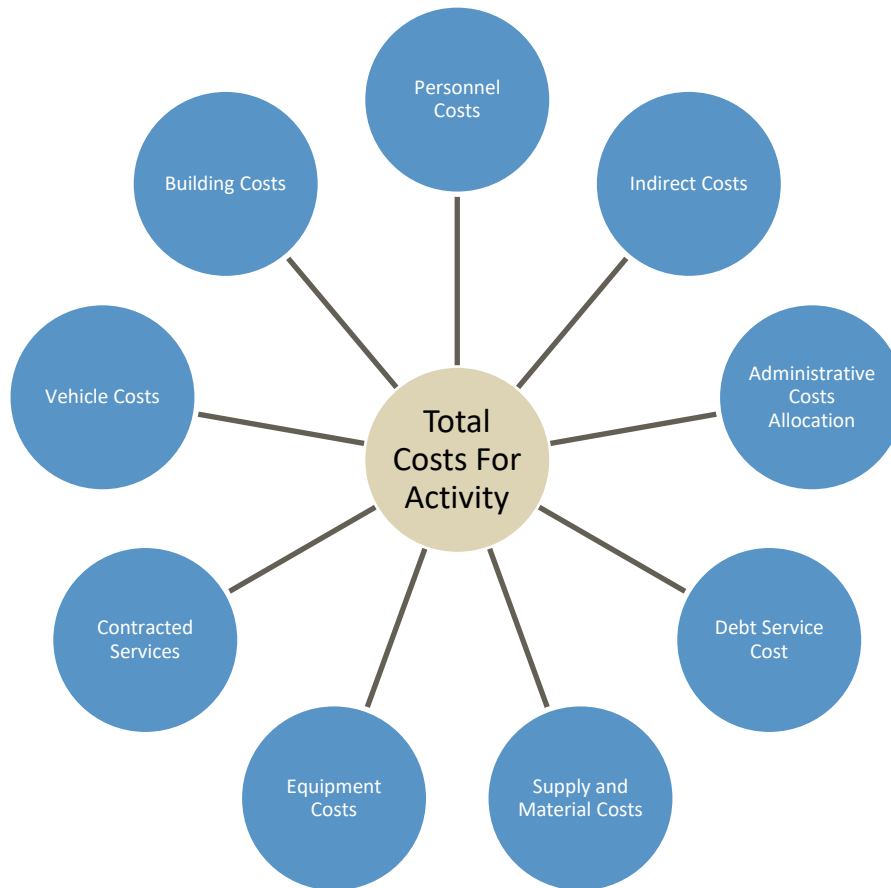 Personnel
Costs
Building Costs
Indirect Costs
Vehicle Costs
Administrative
Costs
Allocation
Total
Costs For
Activity
Contracted
Services
Debt Service
Cost
Equipment
Costs
Supply and
Material Costs